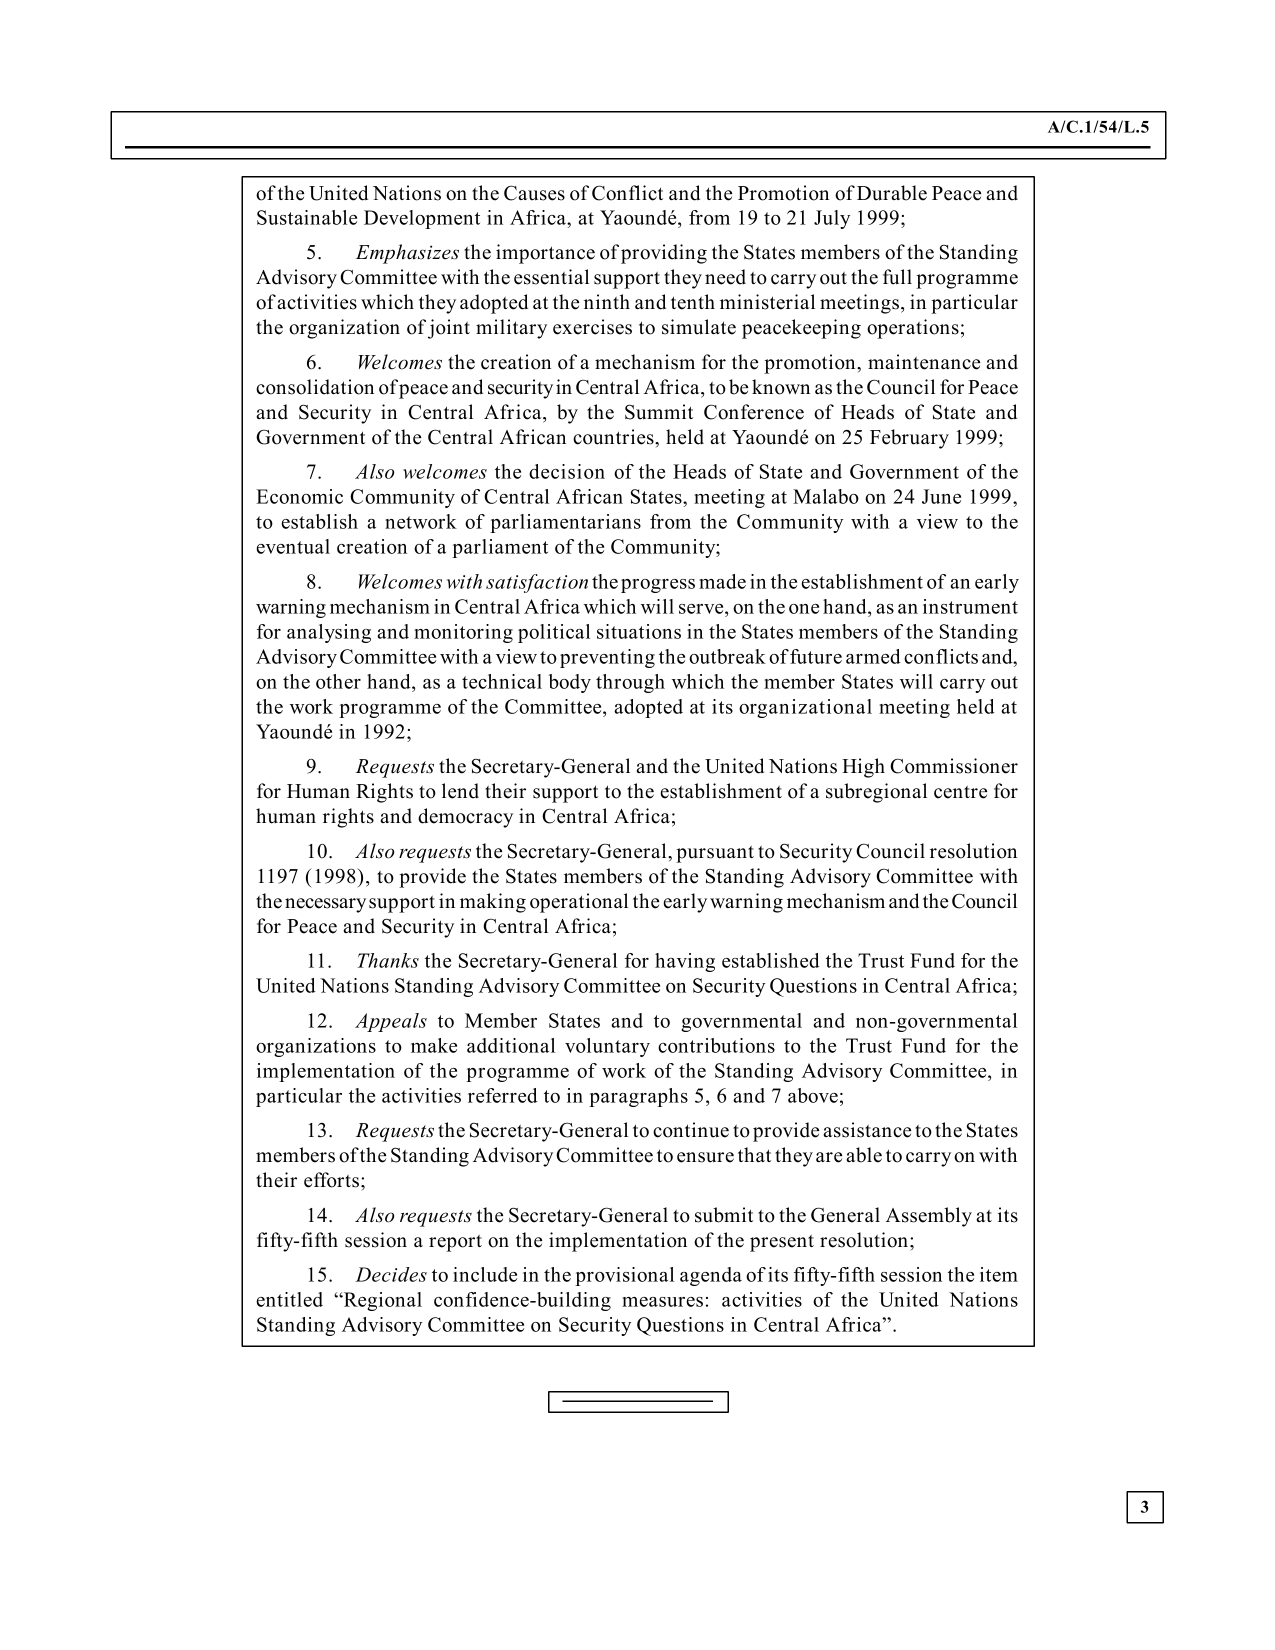 A/C.1/54/L.5
of the United Nations on the Causes of Conflict and the Promotion of Durable Peace and
Sustainable Development in Africa, at Yaoundé, from 19 to 21 July 1999;
5. Emphasizes the importance of providing the States members of the Standing
Advisory Committee with the essential support they need to carry out the full programme
of activities which they adopted at the ninth and tenth ministerial meetings, in particular
the organization of joint military exercises to simulate peacekeeping operations;
6. Welcomes the creation of a mechanism for the promotion, maintenance and
consolidation of peace and security in Central Africa, to be known as the Council for Peace
and Security in Central Africa, by the Summit Conference of Heads of State and
Government of the Central African countries, held at Yaoundé on 25 February 1999;
7. Also welcomes the decision of the Heads of State and Government of the
Economic Community of Central African States, meeting at Malabo on 24 June 1999,
to establish a network of parliamentarians from the Community with a view to the
eventual creation of a parliament of the Community;
8. Welcomes with satisfaction the progress made in the establishment of an early
warning mechanism in Central Africa which will serve, on the one hand, as an instrument
for analysing and monitoring political situations in the States members of the Standing
Advisory Committee with a view to preventing the outbreak of future armed conflicts and,
on the other hand, as a technical body through which the member States will carry out
the work programme of the Committee, adopted at its organizational meeting held at
Yaoundé in 1992;
9. Requests the Secretary-General and the United Nations High Commissioner
for Human Rights to lend their support to the establishment of a subregional centre for
human rights and democracy in Central Africa;
10. Also requests the Secretary-General, pursuant to Security Council resolution
1197 (1998), to provide the States members of the Standing Advisory Committee with
the necessary support in making operational the early warning mechanism and the Council
for Peace and Security in Central Africa;
11. Thanks the Secretary-General for having established the Trust Fund for the
United Nations Standing Advisory Committee on Security Questions in Central Africa;
12. Appeals to Member States and to governmental and non-governmental
organizations to make additional voluntary contributions to the Trust Fund for the
implementation of the programme of work of the Standing Advisory Committee, in
particular the activities referred to in paragraphs 5, 6 and 7 above;
13. Requests the Secretary-General to continue to provide assistance to the States
members of the Standing Advisory Committee to ensure that they are able to carry on with
their efforts;
14. Also requests the Secretary-General to submit to the General Assembly at its
fifty-fifth session a report on the implementation of the present resolution;
15. Decides to include in the provisional agenda of its fifty-fifth session the item
entitled “Regional confidence-building measures: activities of the United Nations
Standing Advisory Committee on Security Questions in Central Africa”.
3